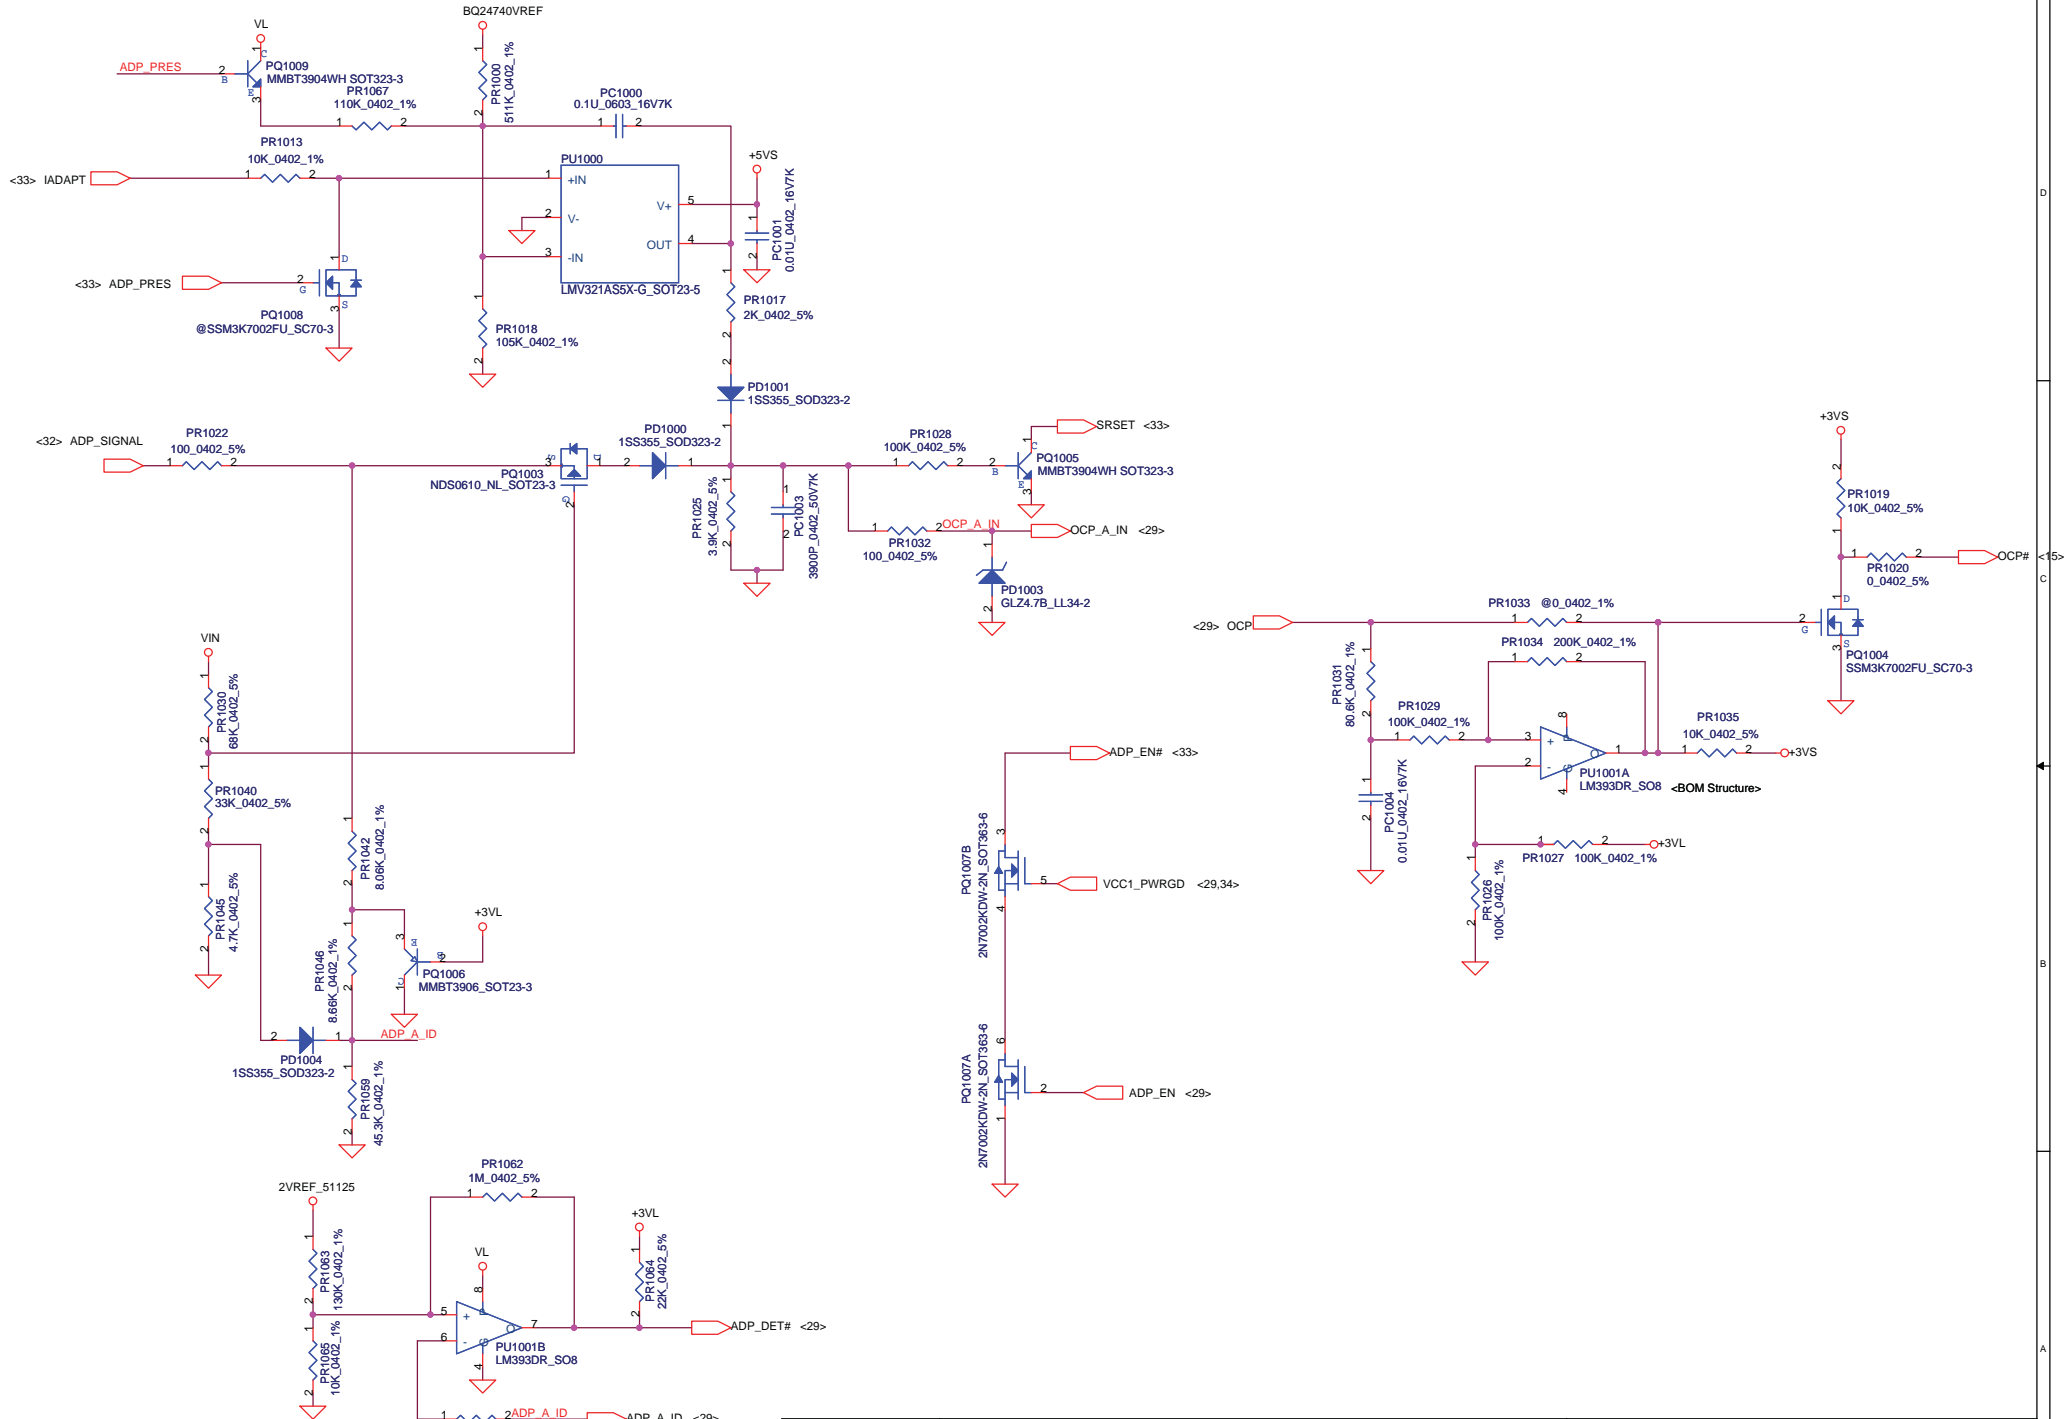 BQ24740VREF
VL
ADP_PRES
PQ1009
MMBT3904WH SOT323-3
PR1067
110K_0402_1%
PR1000
511K_0402_1%
PC1000
0.1U_0603_16V7K
PR1013
10K_0402_1%
<33> IADAPT
PU1000
+IN
V-
-IN
V+
OUT
LMV321AS5X-G_SOT23-5
+5VS
PC1001
0.01U_0402_16V7K
<33> ADP_PRES
PQ1008
@SSM3K7002FU_SC70-3
PR1018
105K_0402_1%
PR1017
2K_0402_5%
PD1001
1SS355_SOD323-2
<32> ADP_SIGNAL
PR1022
100_0402_5%
PQ1003
NDS0610_NL_SOT23-3
PD1000
1SS355_SOD323-2
PR1025
3.9K_0402_5%
PC1003
3900P_0402_50V7K
PR1028
100K_0402_5%
SRSET <33>
PQ1005
MMBT3904WH SOT323-3
PR1032
100_0402_5%
OCP_A_IN
OCP_A_IN <29>
PD1003
GLZ4.7B_LL34-2
+3VS
PR1019
10K_0402_5%
PR1020
0_0402_5%
OCP# <15>
PQ1004
SSM3K7002FU_SC70-3
<29> OCP
PR1033 @0_0402_1%
PR1034 200K_0402_1%
PR1031
80.6K_0402_1%
PR1029
100K_0402_1%
PU1001A
LM393DR_SO8
<BOM Structure>
PR1035
10K_0402_5%
+3VS
PC1004
0.01U_0402_16V7K
PR1027 100K_0402_1%
+3VL
PR1026
100K_0402_1%
VIN
PR1030
68K_0402_5%
PR1040
33K_0402_5%
PR1045
4.7K_0402_5%
PR1042
8.06K_0402_1%
PR1046
8.66K_0402_1%
+3VL
PQ1006
MMBT3906_SOT23-3
PD1004
1SS355_SOD323-2
ADP_A_ID
PR1059
45.3K_0402_1%
ADP_EN# <33>
PQ1007B
2N7002KDW-2N_SOT363-6
VCC1_PWRGD <29,34>
PQ1007A
2N7002KDW-2N_SOT363-6
ADP_EN <29>
2VREF_51125
PR1062
1M_0402_5%
PR1063
130K_0402_1%
PR1065
10K_0402_1%
VL
PU1001B
LM393DR_SO8
+3VL
PR1064
22K_0402_5%
ADP_DET# <29>
ADP_A_ID
ADP_A_ID <29>
D
C
B
A